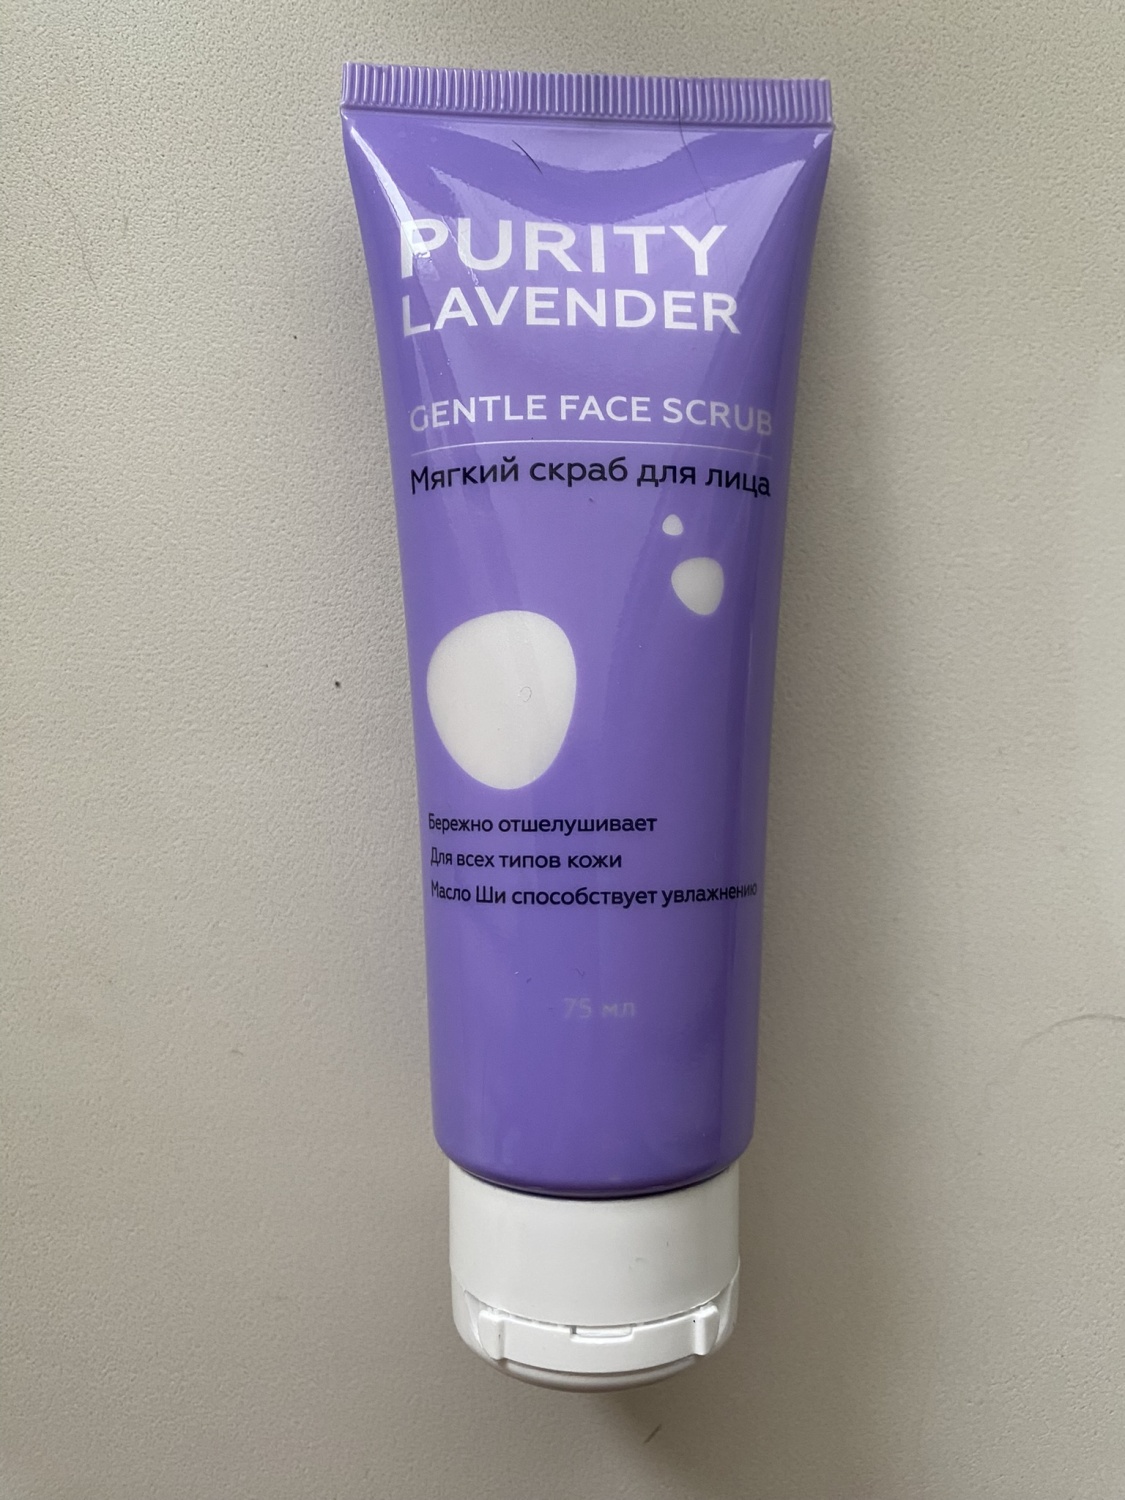 PURITY
LAVENDER
GENTLE FACE SCRUB
Мягкий скраб для лица
Бережно отшелушивает
Для всех типов кожи
Масло Ши способствует увлажнению
75 мл